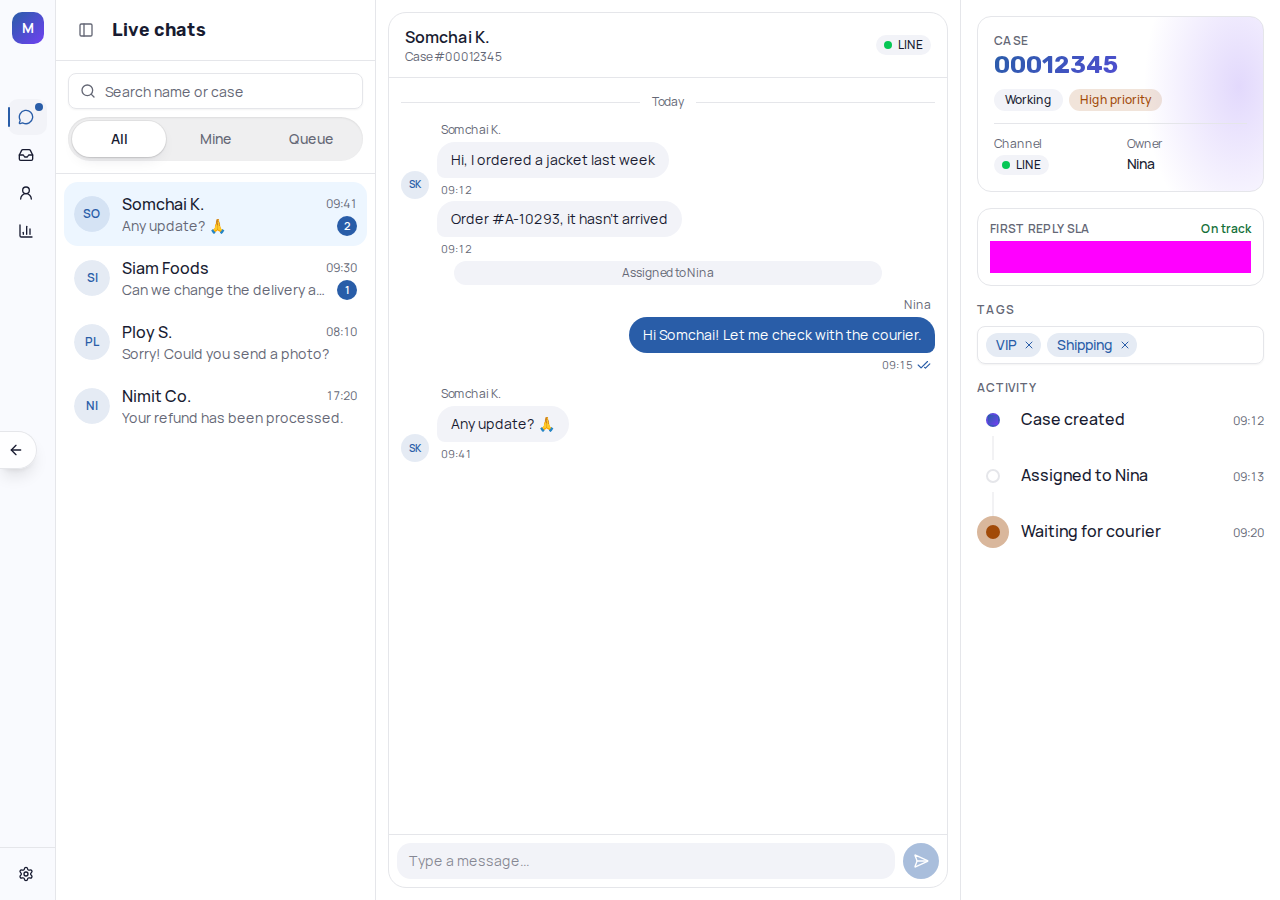 M
Live chats
Search name or case
All
Mine
Queue
SO
Somchai K.
09:41
Any update? 🙏
2
SI
Siam Foods
09:30
Can we change the delivery a...
1
PL
Ploy S.
08:10
Sorry! Could you send a photo?
NI
Nimit Co.
17:20
Your refund has been processed.
Somchai K.
Case #00012345
LINE
Today
Somchai K.
Hi, I ordered a jacket last week
SK
09:12
Order #A-10293, it hasn't arrived
09:12
Assigned to Nina
Nina
Hi Somchai! Let me check with the courier.
09:15
Somchai K.
Any update? 🙏
SK
09:41
Type a message...
CASE
00012345
Working
High priority
Channel
Owner
LINE
Nina
FIRST REPLY SLA
On track
TAGS
VIP
Shipping
ACTIVITY
Case created
09:12
Assigned to Nina
09:13
Waiting for courier
09:20